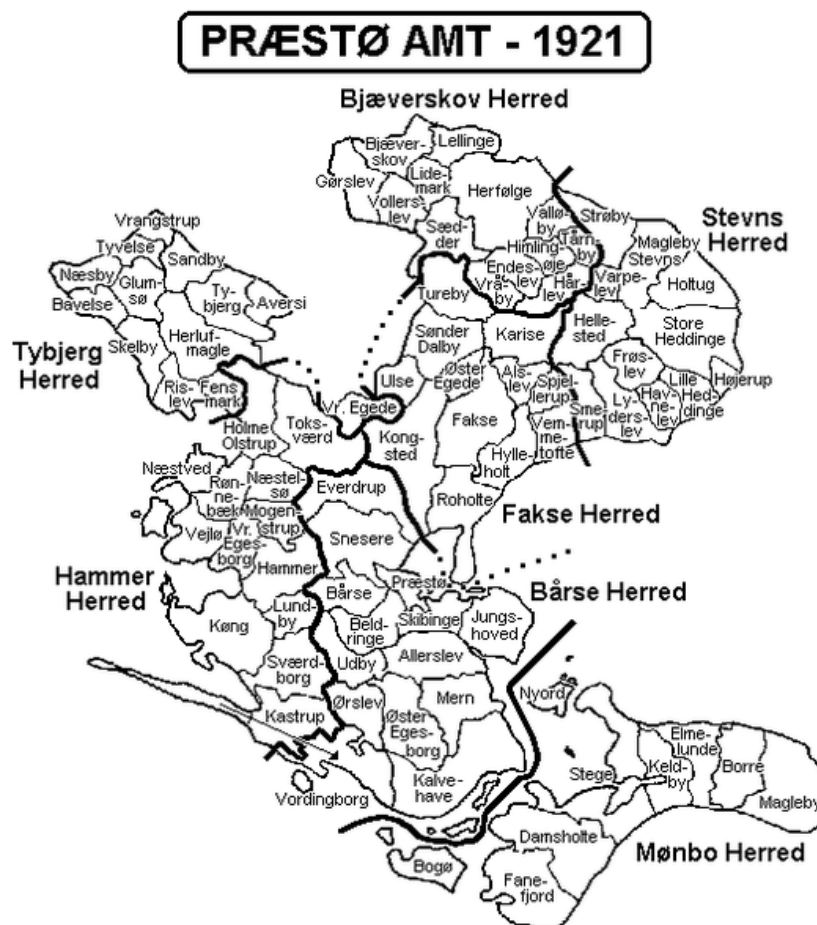 PRÆSTØ AMT - 1921
Bjæverskov Herred
Bjæver-
skov
Lellinge
Gørslev
Lide-
mark
Vollers-
lev
Herfølge
Sæd-
der
Valløby
Strøby
Tårn-
by
Himling-
øje
Endes-
lev
Vrå-
by
Hår-
lev
Stevns
Herred
Magleby
Stevns
Holtug
Varpe-
lev
Helle-
sted
Store
Heddinge
Frøs-
lev
Lille
Hed-
dinge
Højerup
Havn-
elev
Ly-
ders-
lev
Sme-
rup
Vrangstrup
Tyvelse
Sandby
Næsby
Glum-
sø
Ty-
bjerg
Aversi
Bavelse
Skelby
Herluf-
magle
Tybjerg
Herred
Ris-
lev
Fens-
mark
Tureby
Sønder
Dalby
Karise
Ulse
Øster
Egede
Als-
lev
Spjel-
lerup
Vr. Egede
Fakse
Vem-
me-
tofte
Kong-
sted
Hylle-
holt
Roholte
Fakse Herred
Holme
Olstrup
Toks-
værd
Næstved
Røn-
ne-
bæk
Næstel-
sø
Mogen-
strup
Vejlø
Vr.
Eges-
borg
Hammer
Hammer
Herred
Køng
Lund-
by
Sværd-
borg
Kastrup
Vordingborg
Everdrup
Snesere
Bårse
Præstø
Bårse Herred
Beld-
ringe
Skibinge
Jungs-
hoved
Udby
Allerslev
Ørslev
Mern
Øster
Eges-
borg
Kalve-
have
Nyord
Stege
Elme-
lunde
Keld-
by
Borre
Magleby
Damsholte
Mønbo Herred
Bogø
Fane-
fjord